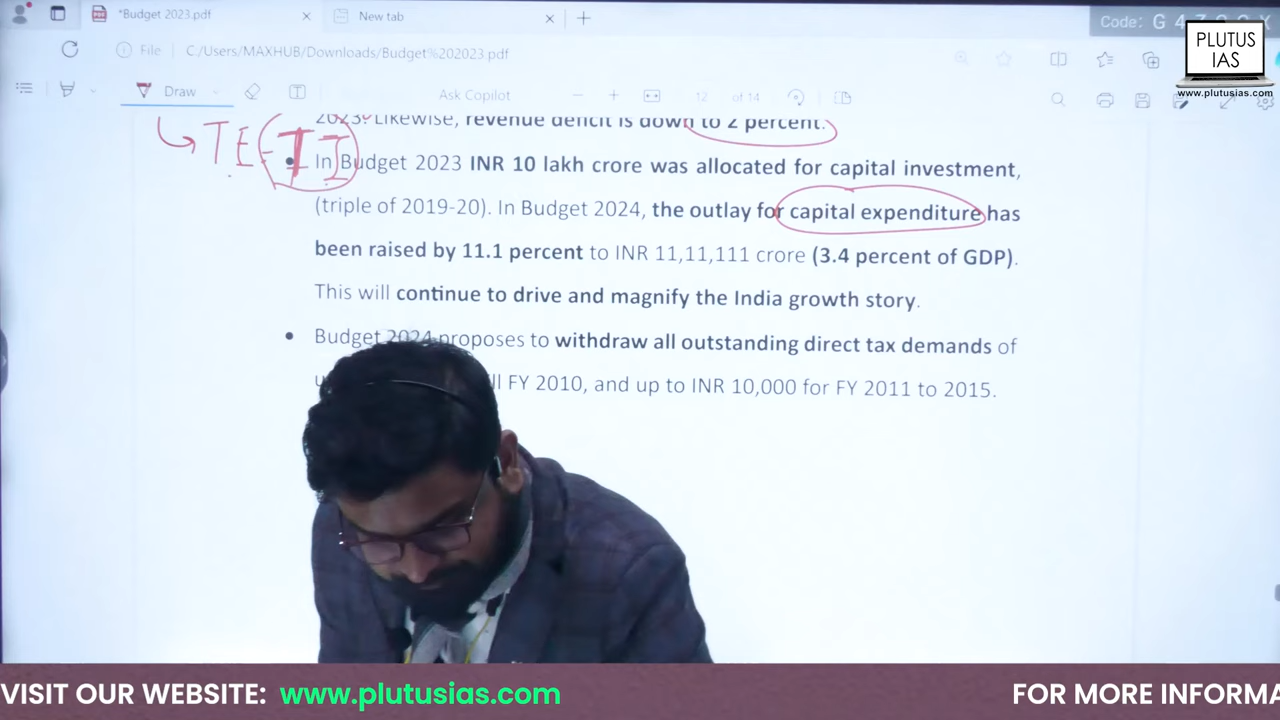 *Budget 2023.pdf
New tab
Code: G 4 7
File C:/Users/MAXHUB/Downloads/Budget%202023.pdf
PLUTUS
IAS
www.plutusias.com
Draw
Ask Copilot
12 of 14
2023. Likewise, revenue deficit is down to 2 percent.
TE
In Budget 2023 INR 10 lakh crore was allocated for capital investment,
(triple of 2019-20). In Budget 2024, the outlay for capital expenditure has
been raised by 11.1 percent to INR 11,11,111 crore (3.4 percent of GDP).
This will continue to drive and magnify the India growth story.
Budget 2024 proposes to withdraw all outstanding direct tax demands of
FY 2010, and up to INR 10,000 for FY 2011 to 2015.
VISIT OUR WEBSITE: www.plutusias.com
FOR MORE